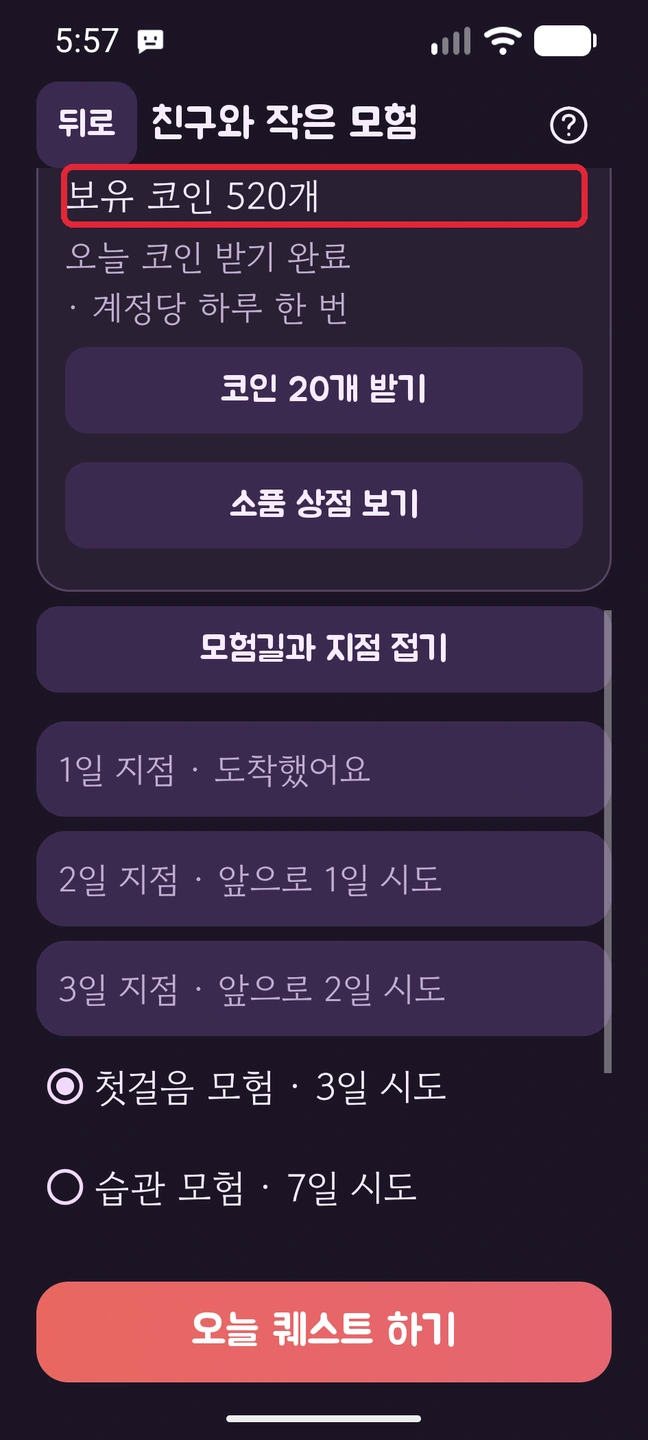 5:57
뒤로
친구와 작은 모험
?
보유 코인 520개
오늘 코인 받기 완료
· 계정당 하루 한 번
코인 20개 받기
소품 상점 보기
모험길과 지점 접기
1일 지점 · 도착했어요
2일 지점 · 앞으로 1일 시도
3일 지점 · 앞으로 2일 시도
첫걸음 모험 · 3일 시도
습관 모험 · 7일 시도
오늘 퀘스트 하기